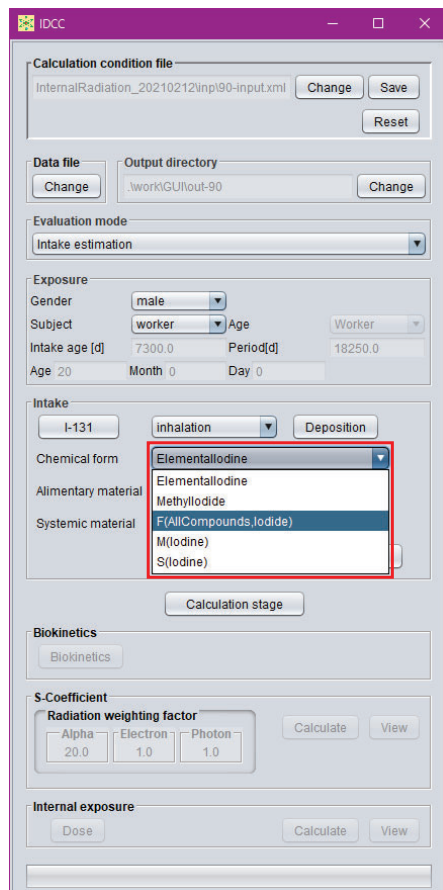 IDCC
Calculation condition file
InternalRadiation_20210212\inp\90-input.xml Change Save
Reset
Data file Output directory
Change .\work\GUI\out-90 Change
Evaluation mode
Intake estimation
Exposure
Gender male
Subject worker Age Worker
Intake age [d] 7300.0 Period[d] 18250.0
Age 20 Month 0 Day 0
Intake
I-131 inhalation Deposition
Chemical form ElementalIodine
ElementalIodine
MethylIodide
Alimentary material
F(AllCompounds,Iodide)
Systemic material
M(Iodine)
S(Iodine)
Calculation stage
Biokinetics
Biokinetics
S-Coefficient
Radiation weighting factor
Alpha Electron Photon
20.0 1.0 1.0
Calculate View
Internal exposure
Dose Calculate View